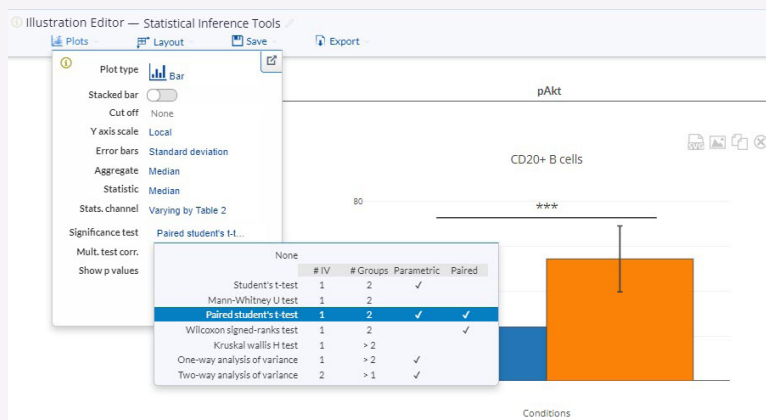 Illustration Editor — Statistical Inference Tools
Plots Layout Save Export
Plot type Bar
Stacked bar
Cut off None
Y axis scale Local
Error bars Standard deviation
Aggregate Median
Statistic Median
Stats. channel Varying by Table 2
Significance test Paired student's t-t...
Mult. test corr.
Show p values
None
# IV # Groups Parametric Paired
Student's t-test 1 2 ✓
Mann-Whitney U test 1 2
Paired student's t-test 1 2 ✓ ✓
Wilcoxon signed-ranks test 1 2 ✓
Kruskal wallis H test 1 > 2
One-way analysis of variance 1 > 2 ✓
Two-way analysis of variance 2 > 1 ✓
pAkt
SVG
CD20+ B cells
80
***
Conditions